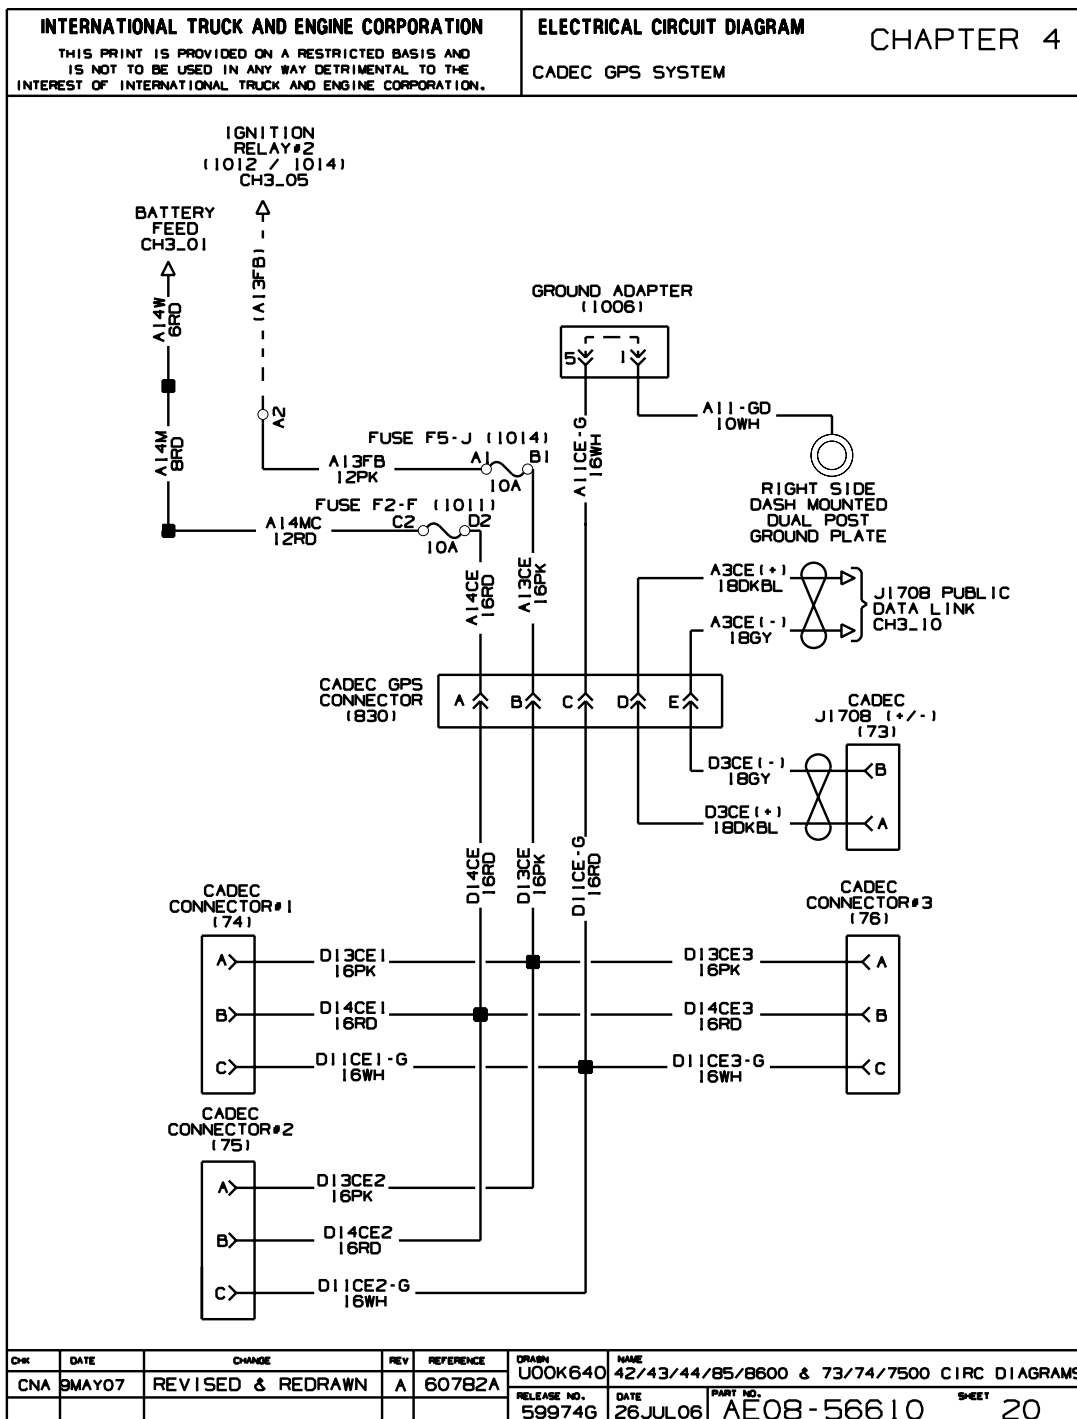 INTERNATIONAL TRUCK AND ENGINE CORPORATION
THIS PRINT IS PROVIDED ON A RESTRICTED BASIS AND
IS NOT TO BE USED IN ANY WAY DETRIMENTAL TO THE
INTEREST OF INTERNATIONAL TRUCK AND ENGINE CORPORATION.
ELECTRICAL CIRCUIT DIAGRAM
CADEC GPS SYSTEM
CHAPTER 4
IGNITION
RELAY#2
(1012 / 1014)
CH3_05
BATTERY
FEED
CH3_01
(A13FB)
A14W
6RD
A2
A14M
8RD
GROUND ADAPTER
(1006)
5
1
A11-GD
10WH
A11CE-G
16WH
RIGHT SIDE
DASH MOUNTED
DUAL POST
GROUND PLATE
FUSE F5-J (1014)
A13FB
12PK
A1
B1
10A
FUSE F2-F (1011)
A14MC
12RD
C2
D2
10A
A14CE
16RD
A13CE
16PK
A3CE(+)
18DKBL
A3CE(-)
18GY
J1708 PUBLIC
DATA LINK
CH3_10
CADEC GPS
CONNECTOR
(830)
A
B
C
D
E
CADEC
J1708 (+/-)
(73)
D3CE(-)
18GY
B
D3CE(+)
18DKBL
A
D14CE
16RD
D13CE
16PK
D11CE-G
16RD
CADEC
CONNECTOR#1
(74)
A
D13CE1
16PK
B
D14CE1
16RD
C
D11CE1-G
16WH
CADEC
CONNECTOR#3
(76)
D13CE3
16PK
A
D14CE3
16RD
B
D11CE3-G
16WH
C
CADEC
CONNECTOR#2
(75)
A
D13CE2
16PK
B
D14CE2
16RD
C
D11CE2-G
16WH
CHK
DATE
CHANGE
REV
REFERENCE
CNA
9MAY07
REVISED & REDRAWN
A
60782A
DRAWN
U00K640
NAME
42/43/44/85/8600 & 73/74/7500 CIRC DIAGRAMS
RELEASE NO.
59974G
DATE
26JUL06
PART NO.
AE08-56610
SHEET
20